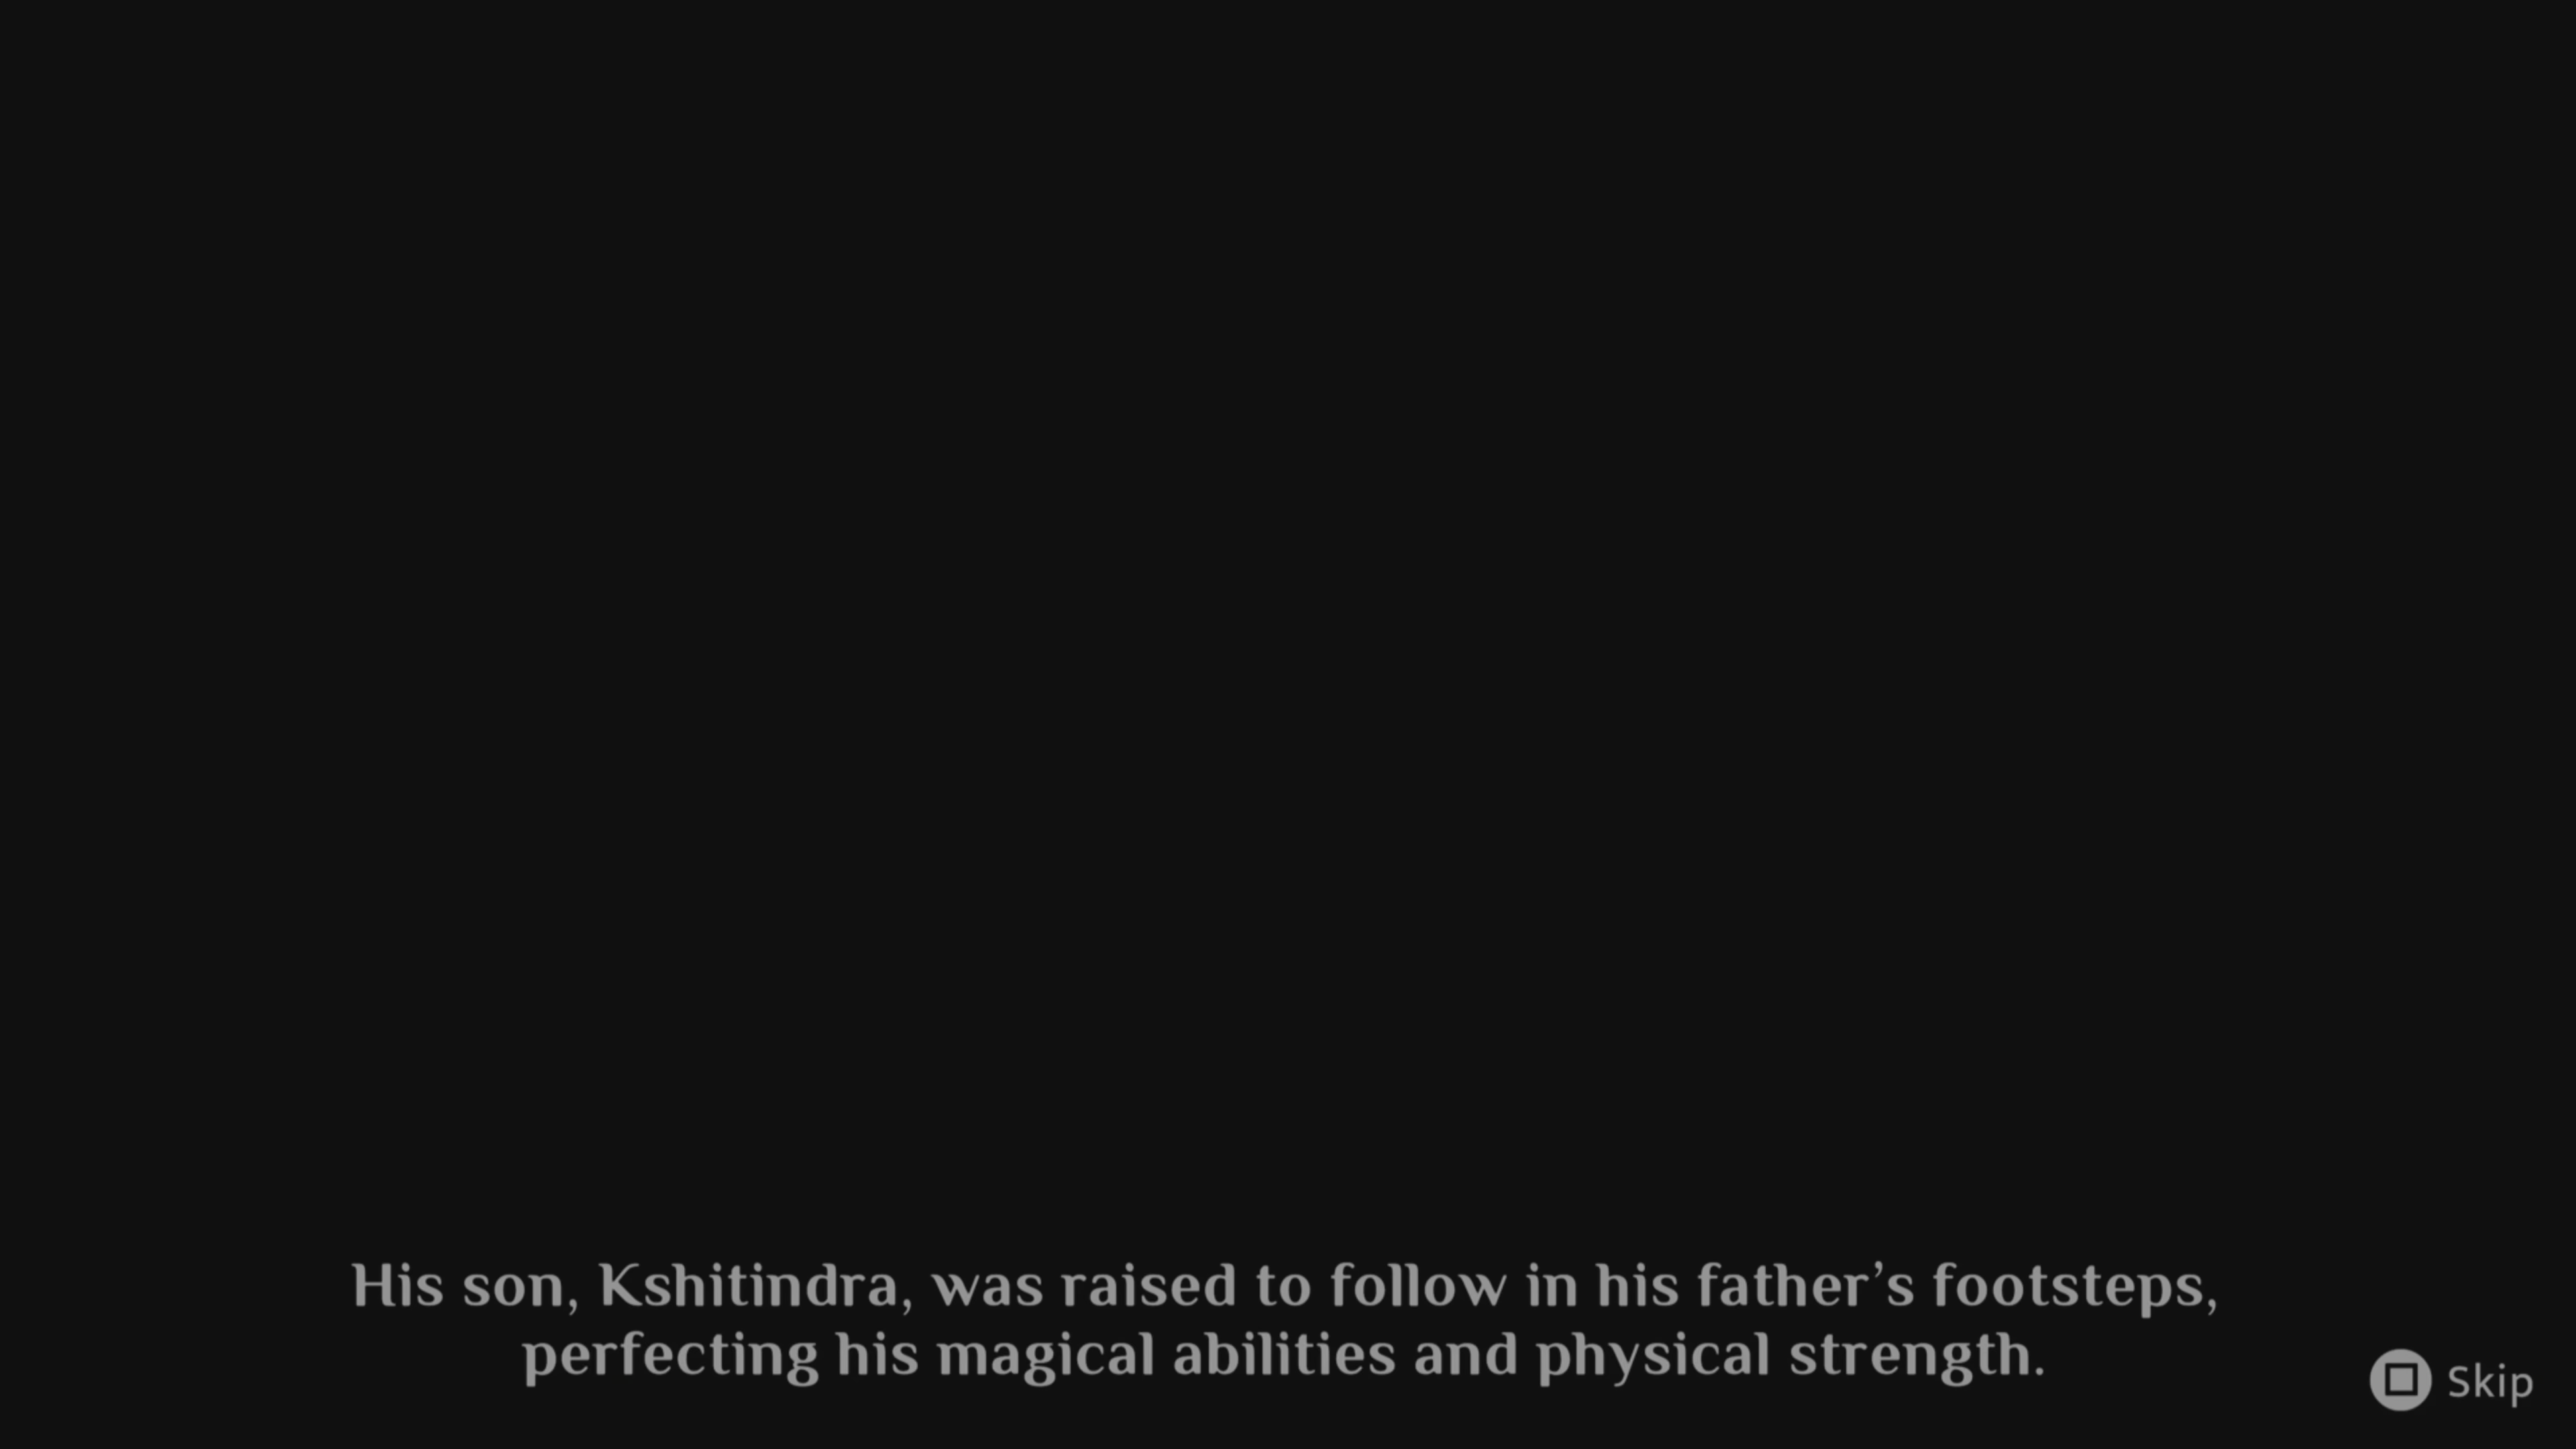 His son, Kshitindra, was raised to follow in his father’s footsteps,
perfecting his magical abilities and physical strength.
Skip